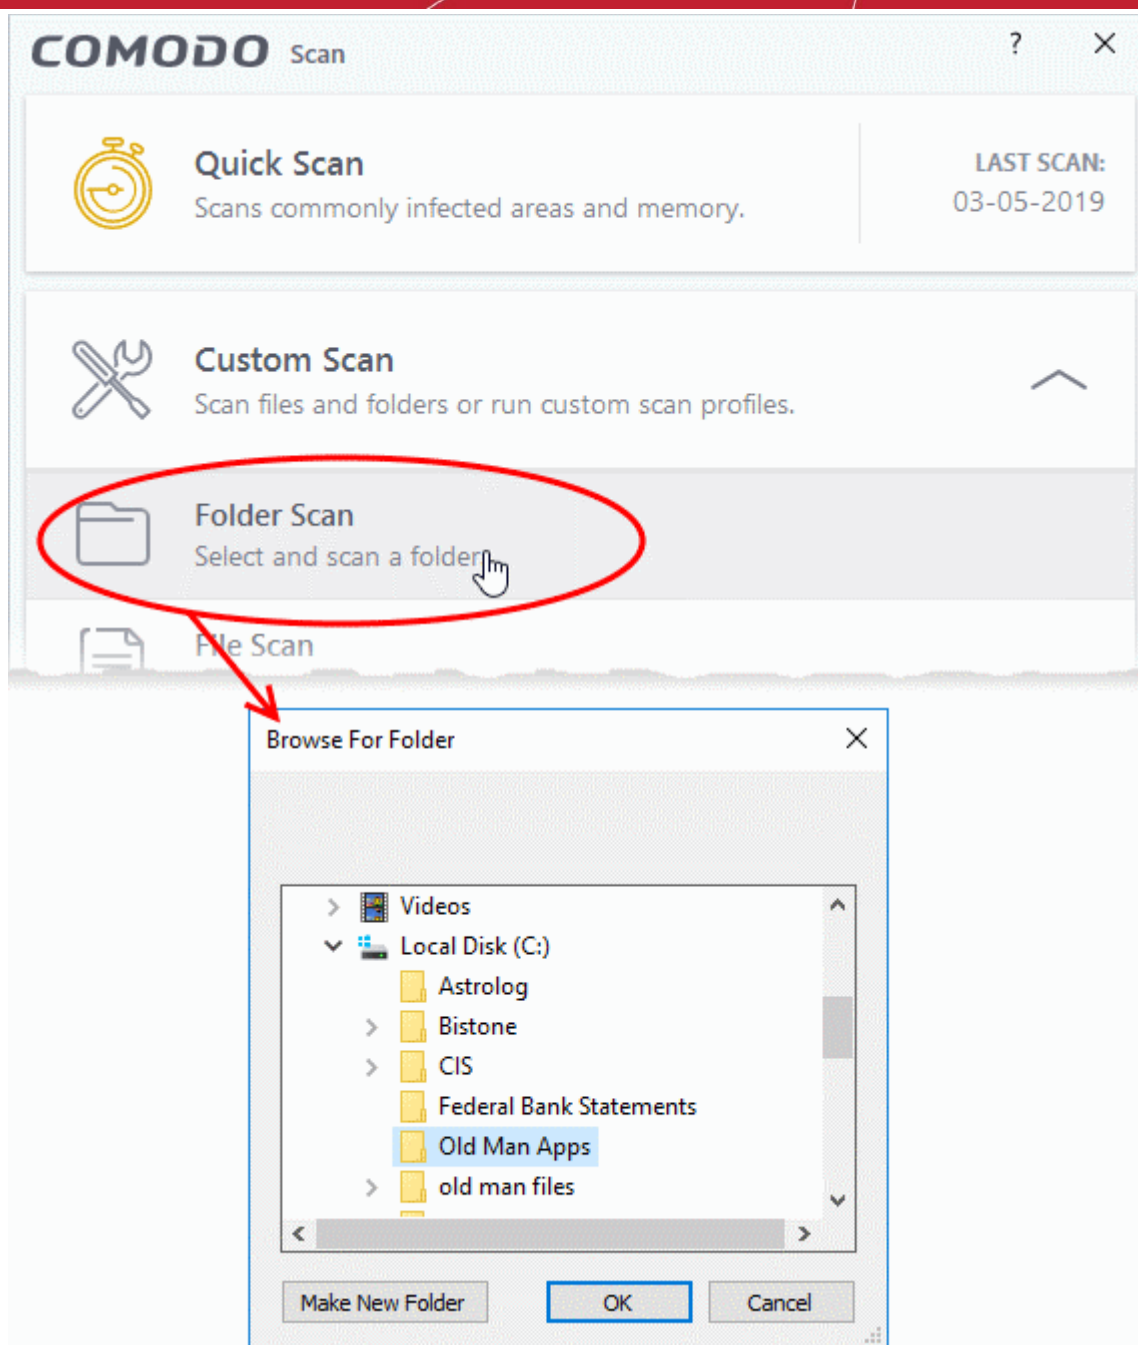 COMODO Scan
?
Quick Scan
Scans commonly infected areas and memory.
LAST SCAN:
03-05-2019
Custom Scan
Scan files and folders or run custom scan profiles.
Folder Scan
Select and scan a folder
File Scan
Browse For Folder
Videos
Local Disk (C:)
Astrolog
Bistone
CIS
Federal Bank Statements
Old Man Apps
old man files
Make New Folder
OK
Cancel